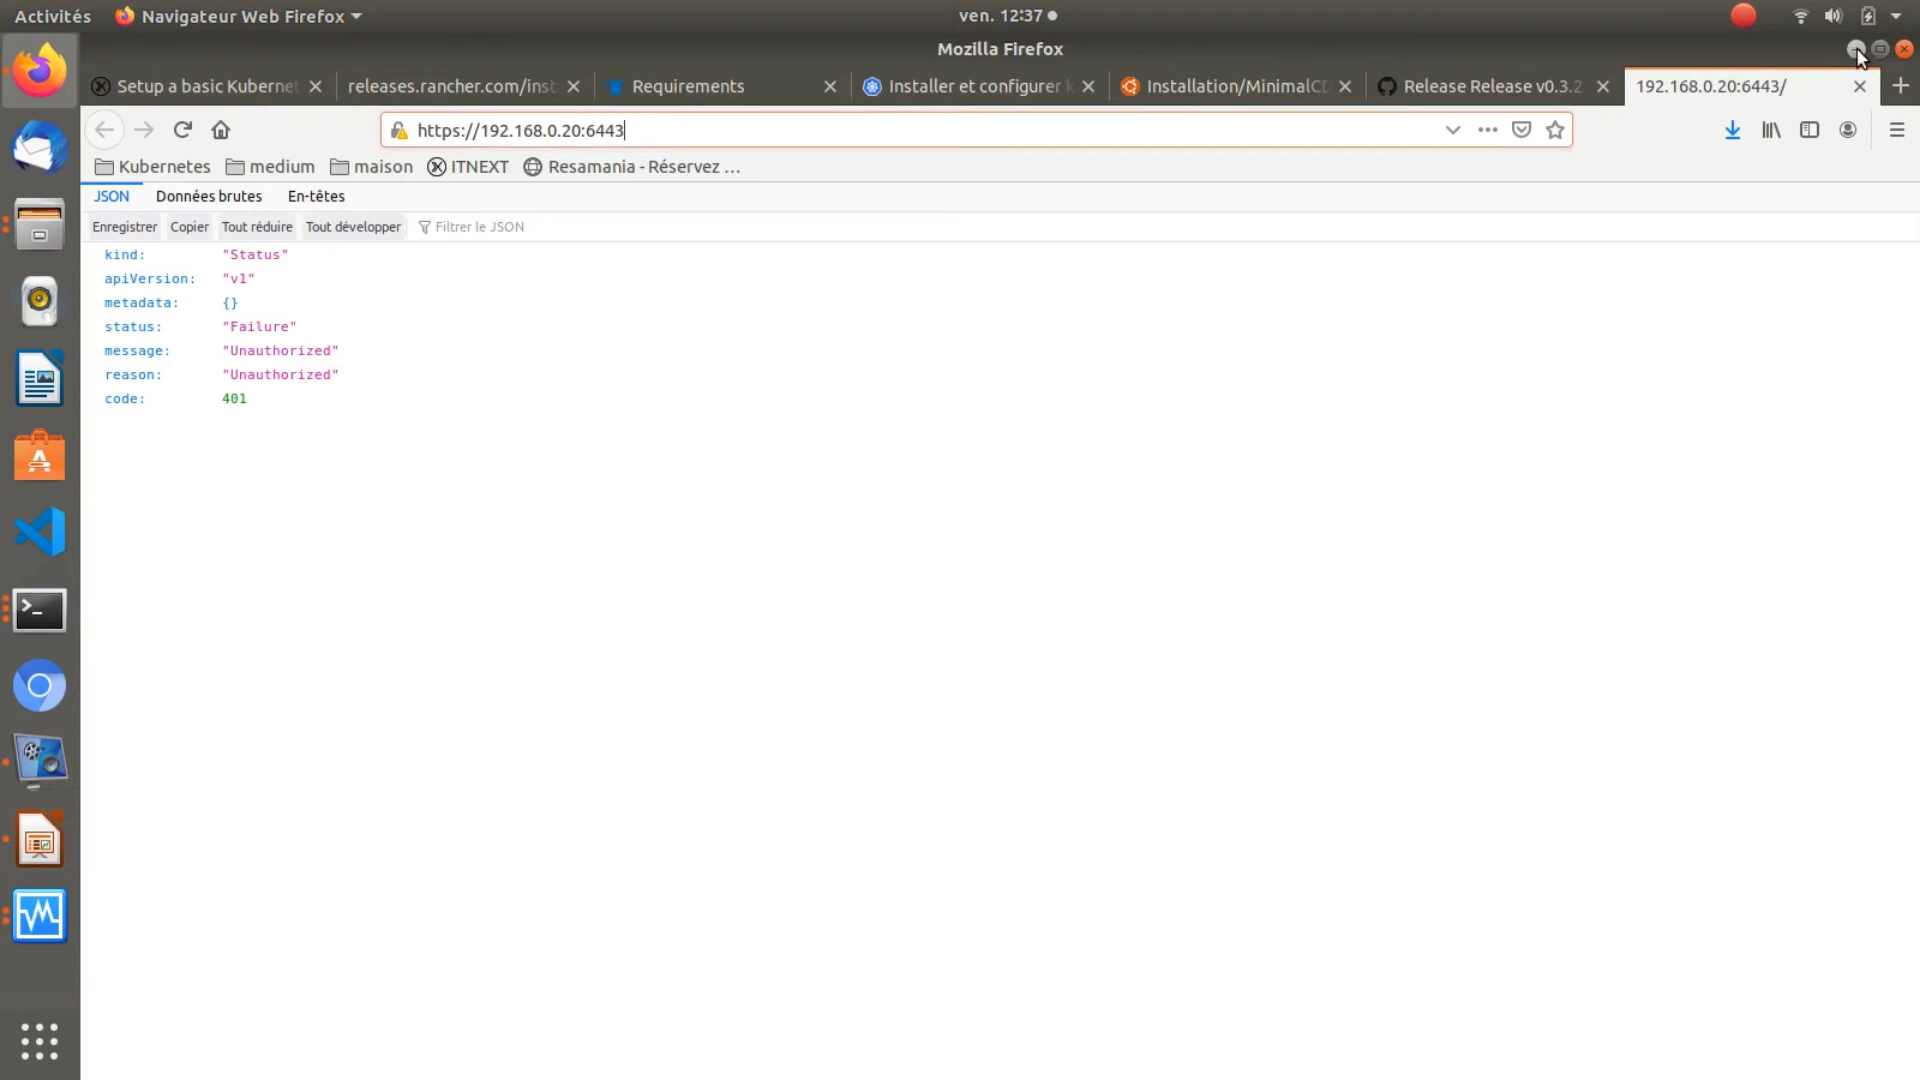 Activités
Navigateur Web Firefox
ven. 12:37
Mozilla Firefox
Setup a basic Kubernet
releases.rancher.com/inst
Requirements
Installer et configurer k
Installation/MinimalCD
Release Release v0.3.2
192.168.0.20:6443/
https://192.168.0.20:6443
Kubernetes
medium
maison
ITNEXT
Resamania - Réservez ...
JSON
Données brutes
En-têtes
Enregistrer
Copier
Tout réduire
Tout développer
Filtrer le JSON
kind: "Status"
apiVersion: "v1"
metadata: {}
status: "Failure"
message: "Unauthorized"
reason: "Unauthorized"
code: 401